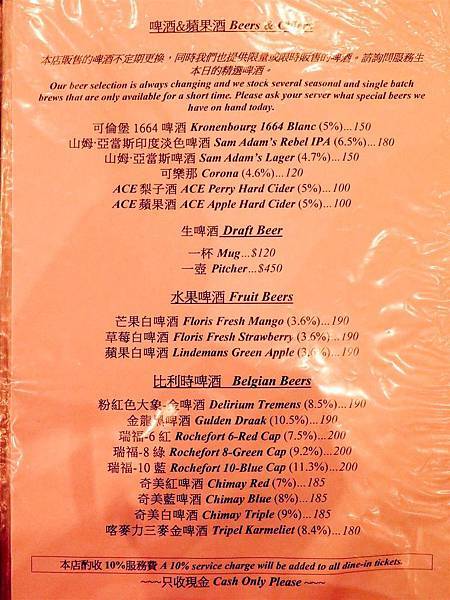 啤酒&蘋果酒 Beers &
本店販售的啤酒不定期更換，同時我們也提供限量或限時販售的啤酒。請詢問服務生
本日的精選啤酒。
Our beer selection is always changing and we stock several seasonal and single batch
brews that are only available for a short time. Please ask your server what special beers we
have on hand today.
可倫堡 1664 啤酒 Kronenbourg 1664 Blanc (5%)...150
山姆·亞當斯印度淡色啤酒 Sam Adam's Rebel IPA (6.5%)...180
山姆·亞當斯啤酒 Sam Adam's Lager (4.7%)...150
可樂那 Corona (4.6%)...120
ACE 梨子酒 ACE Perry Hard Cider (5%)...100
ACE 蘋果酒 ACE Apple Hard Cider (5%)...100
生啤酒 Draft Beer
一杯 Mug...$120
一壺 Pitcher...$450
水果啤酒 Fruit Beers
芒果白啤酒 Floris Fresh Mango (3.6%)...190
草莓白啤酒 Floris Fresh Strawberry (3.6%)...190
蘋果白啤酒 Lindemans Green Apple 190
比利時啤酒 Belgian Beers
粉紅色大象-金啤酒 Delirium Tremens (8.5%)...190
金龍黑啤酒 Gulden Draak (10.5%)...190
瑞福-6 紅 Rochefort 6-Red Cap (7.5%)...200
瑞福-8 綠 Rochefort 8-Green Cap (9.2%)...200
瑞福-10 藍 Rochefort 10-Blue Cap (11.3%)...200
奇美紅啤酒 Chimay Red (7%)...185
奇美藍啤酒 Chimay Blue (8%)...185
奇美白啤酒 Chimay Triple (9%)...185
喀麥力三麥金啤酒 Tripel Karmeliet (8.4%)...180
本店酌收 10%服務費 A 10% service charge will be added to all dine-in tickets.
~~~只收現金 Cash Only Please ~~~